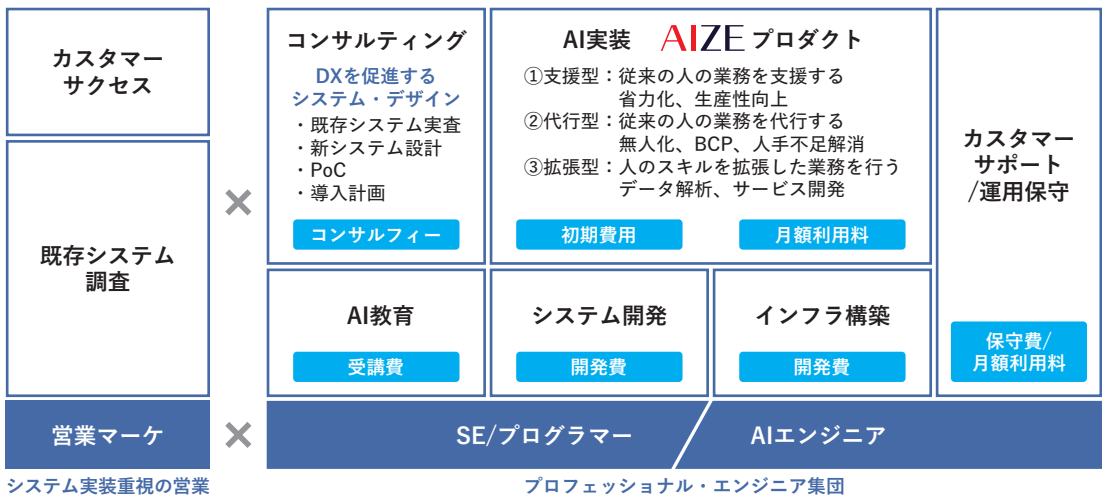 カスタマー
サクセス
既存システム
調査
営業マーケ
システム実装重視の営業
×
×
コンサルティング
DXを促進する
システム・デザイン
・既存システム実査
・新システム設計
・PoC
・導入計画
コンサルフィー
AI実装 AIZE プロダクト
①支援型：従来の人の業務を支援する
省力化、生産性向上
②代行型：従来の人の業務を代行する
無人化、BCP、人手不足解消
③拡張型：人のスキルを拡張した業務を行う
データ解析、サービス開発
初期費用
月額利用料
AI教育
受講費
システム開発
開発費
インフラ構築
開発費
カスタマー
サポート
/運用保守
保守費/
月額利用料
SE/プログラマー
AIエンジニア
プロフェッショナル・エンジニア集団